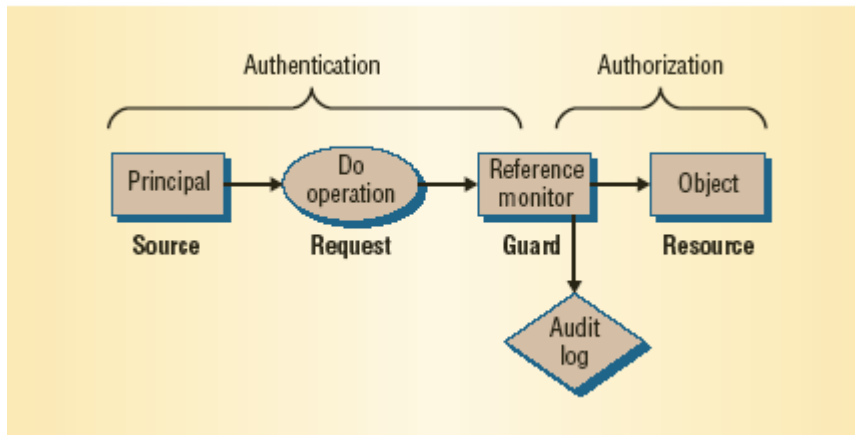 Authentication
Authorization
Principal
Do
operation
Reference
monitor
Object
Source
Request
Guard
Resource
Audit
log